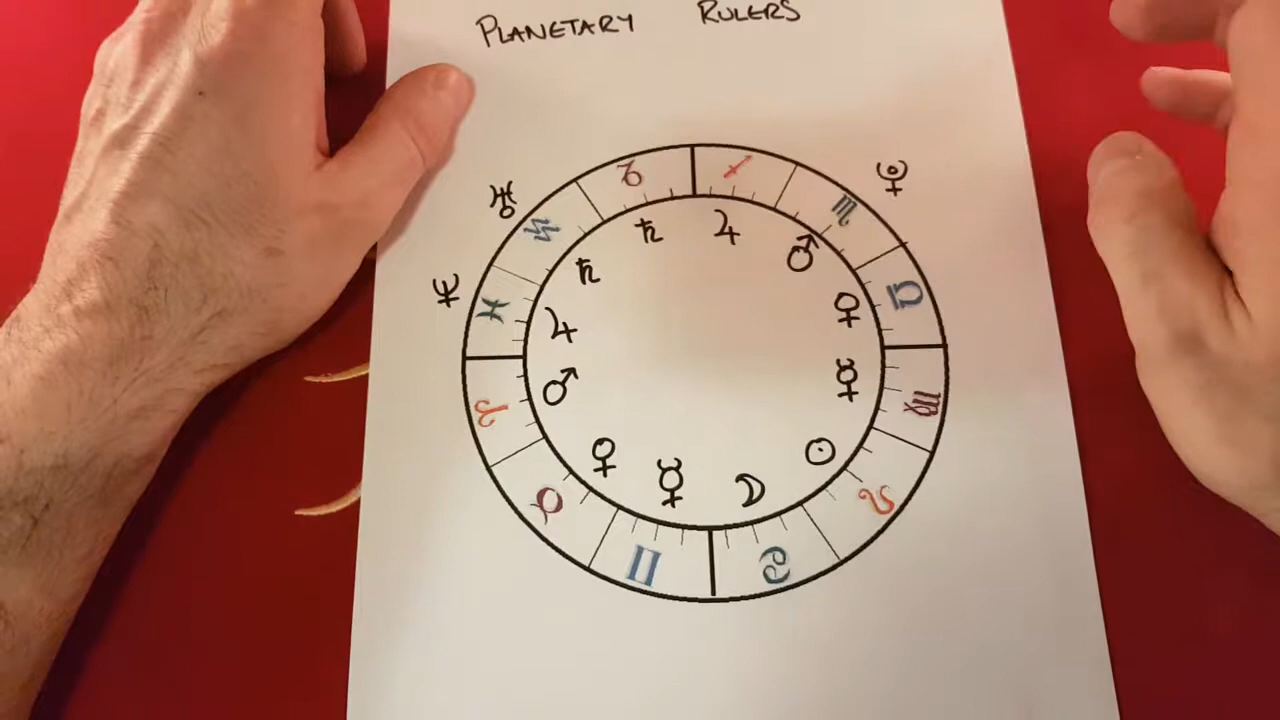 PLANETARY RULERS
♅ ♑ ♐ ♇
♒ ♏
♄ ♃
♄ ♂
♆ ♓ ♎
♃ ♀
♂ ☿
♈ ♍
♀ ☿ ☽ ☉
♉ ♌
♊ ♋